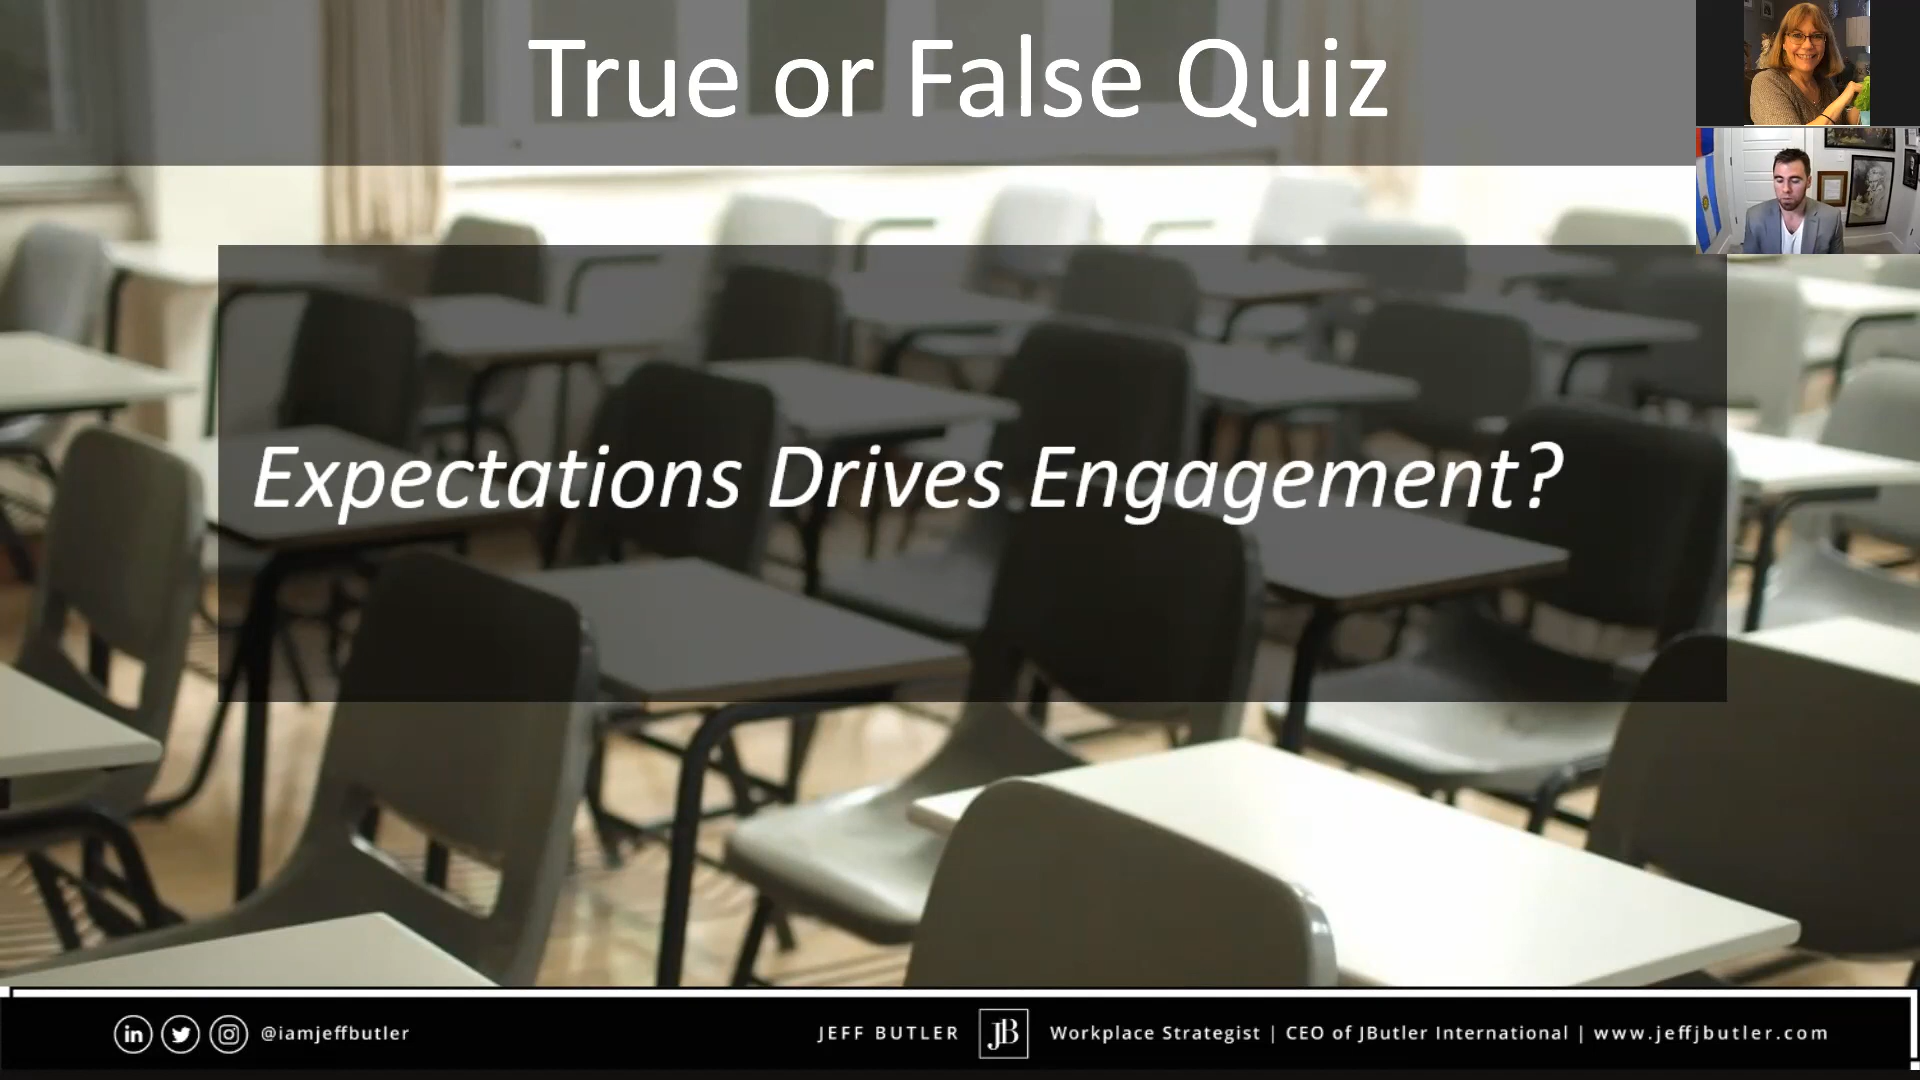 True or False Quiz
Expectations Drives Engagement?
in @iamjeffbutler
JEFF BUTLER JB Workplace Strategist | CEO of JButler International | www.jeffjbutler.com